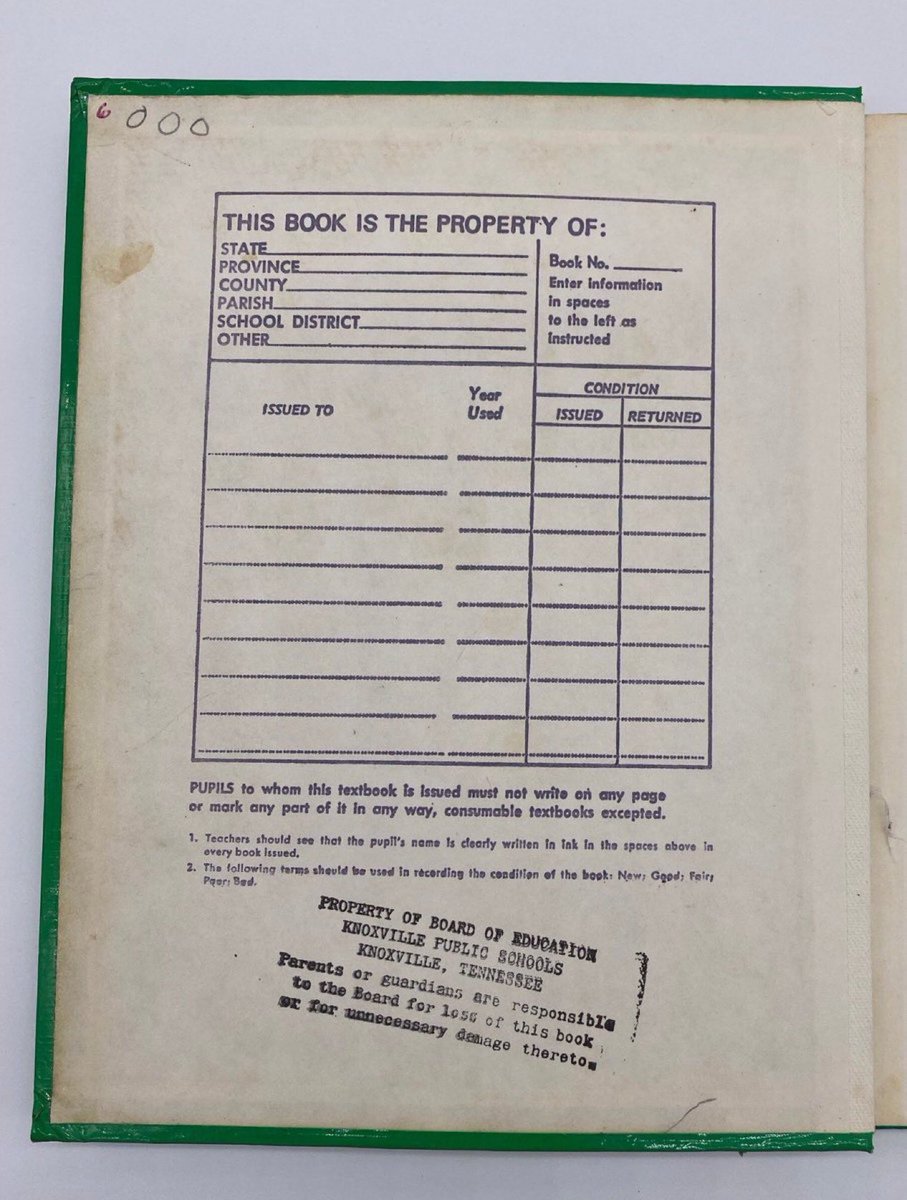 6 000
THIS BOOK IS THE PROPERTY OF:
STATE
PROVINCE
COUNTY
PARISH
SCHOOL DISTRICT
OTHER
Book No.
Enter information
in spaces
to the left as
instructed
ISSUED TO
Year
Used
CONDITION
ISSUED
RETURNED
PUPILS to whom this textbook is issued must not write on any page
or mark any part of it in any way, consumable textbooks excepted.
1. Teachers should see that the pupil's name is clearly written in ink in the spaces above in
every book issued.
2. The following terms should be used in recording the condition of the book: New; Good; Fair;
Poor; Bad.
PROPERTY OF BOARD OF EDUCATION
KNOXVILLE PUBLIC SCHOOLS
KNOXVILLE, TENNESSEE
Parents or guardians are responsible
to the Board for loss of this book
or for unnecessary damage thereto.